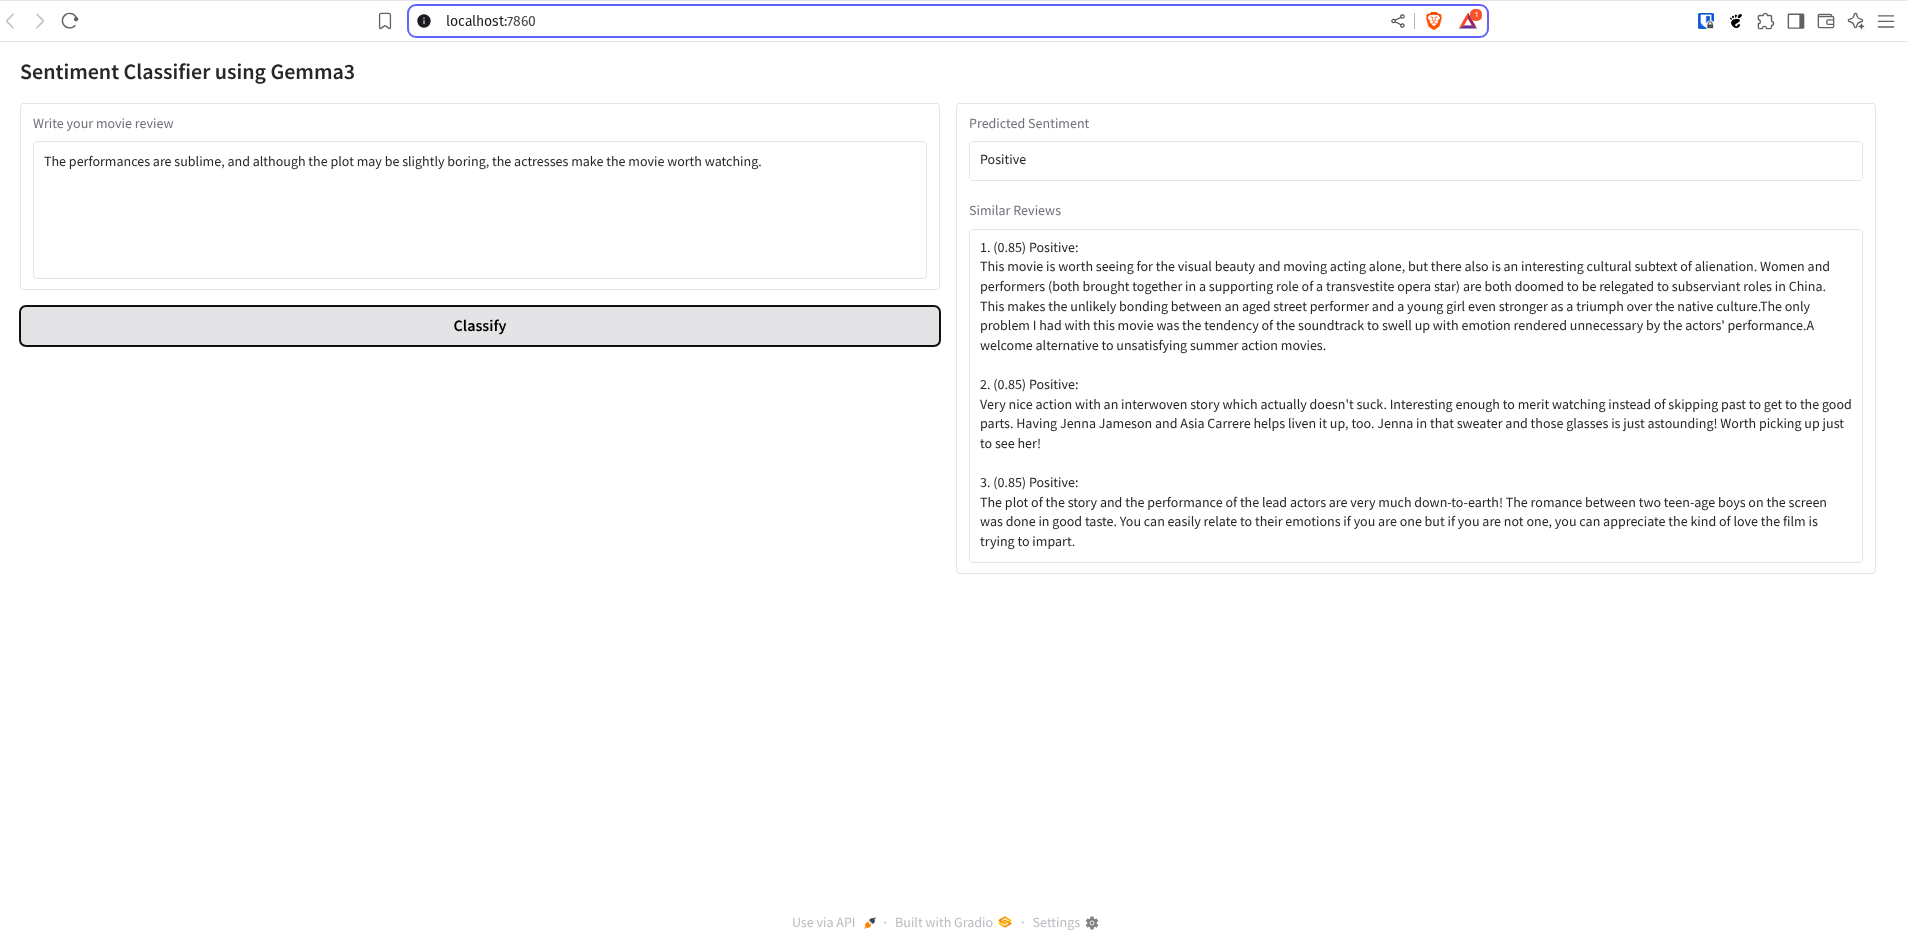 localhost:7860
1
Sentiment Classifier using Gemma3
Write your movie review
The performances are sublime, and although the plot may be slightly boring, the actresses make the movie worth watching.
Classify
Predicted Sentiment
Positive
Similar Reviews
1. (0.85) Positive:
This movie is worth seeing for the visual beauty and moving acting alone, but there also is an interesting cultural subtext of alienation. Women and
performers (both brought together in a supporting role of a transvestite opera star) are both doomed to be relegated to subserviant roles in China.
This makes the unlikely bonding between an aged street performer and a young girl even stronger as a triumph over the native culture.The only
problem I had with this movie was the tendency of the soundtrack to swell up with emotion rendered unnecessary by the actors' performance.A
welcome alternative to unsatisfying summer action movies.
2. (0.85) Positive:
Very nice action with an interwoven story which actually doesn't suck. Interesting enough to merit watching instead of skipping past to get to the good
parts. Having Jenna Jameson and Asia Carrere helps liven it up, too. Jenna in that sweater and those glasses is just astounding! Worth picking up just
to see her!
3. (0.85) Positive:
The plot of the story and the performance of the lead actors are very much down-to-earth! The romance between two teen-age boys on the screen
was done in good taste. You can easily relate to their emotions if you are one but if you are not one, you can appreciate the kind of love the film is
trying to impart.
Use via API · Built with Gradio · Settings